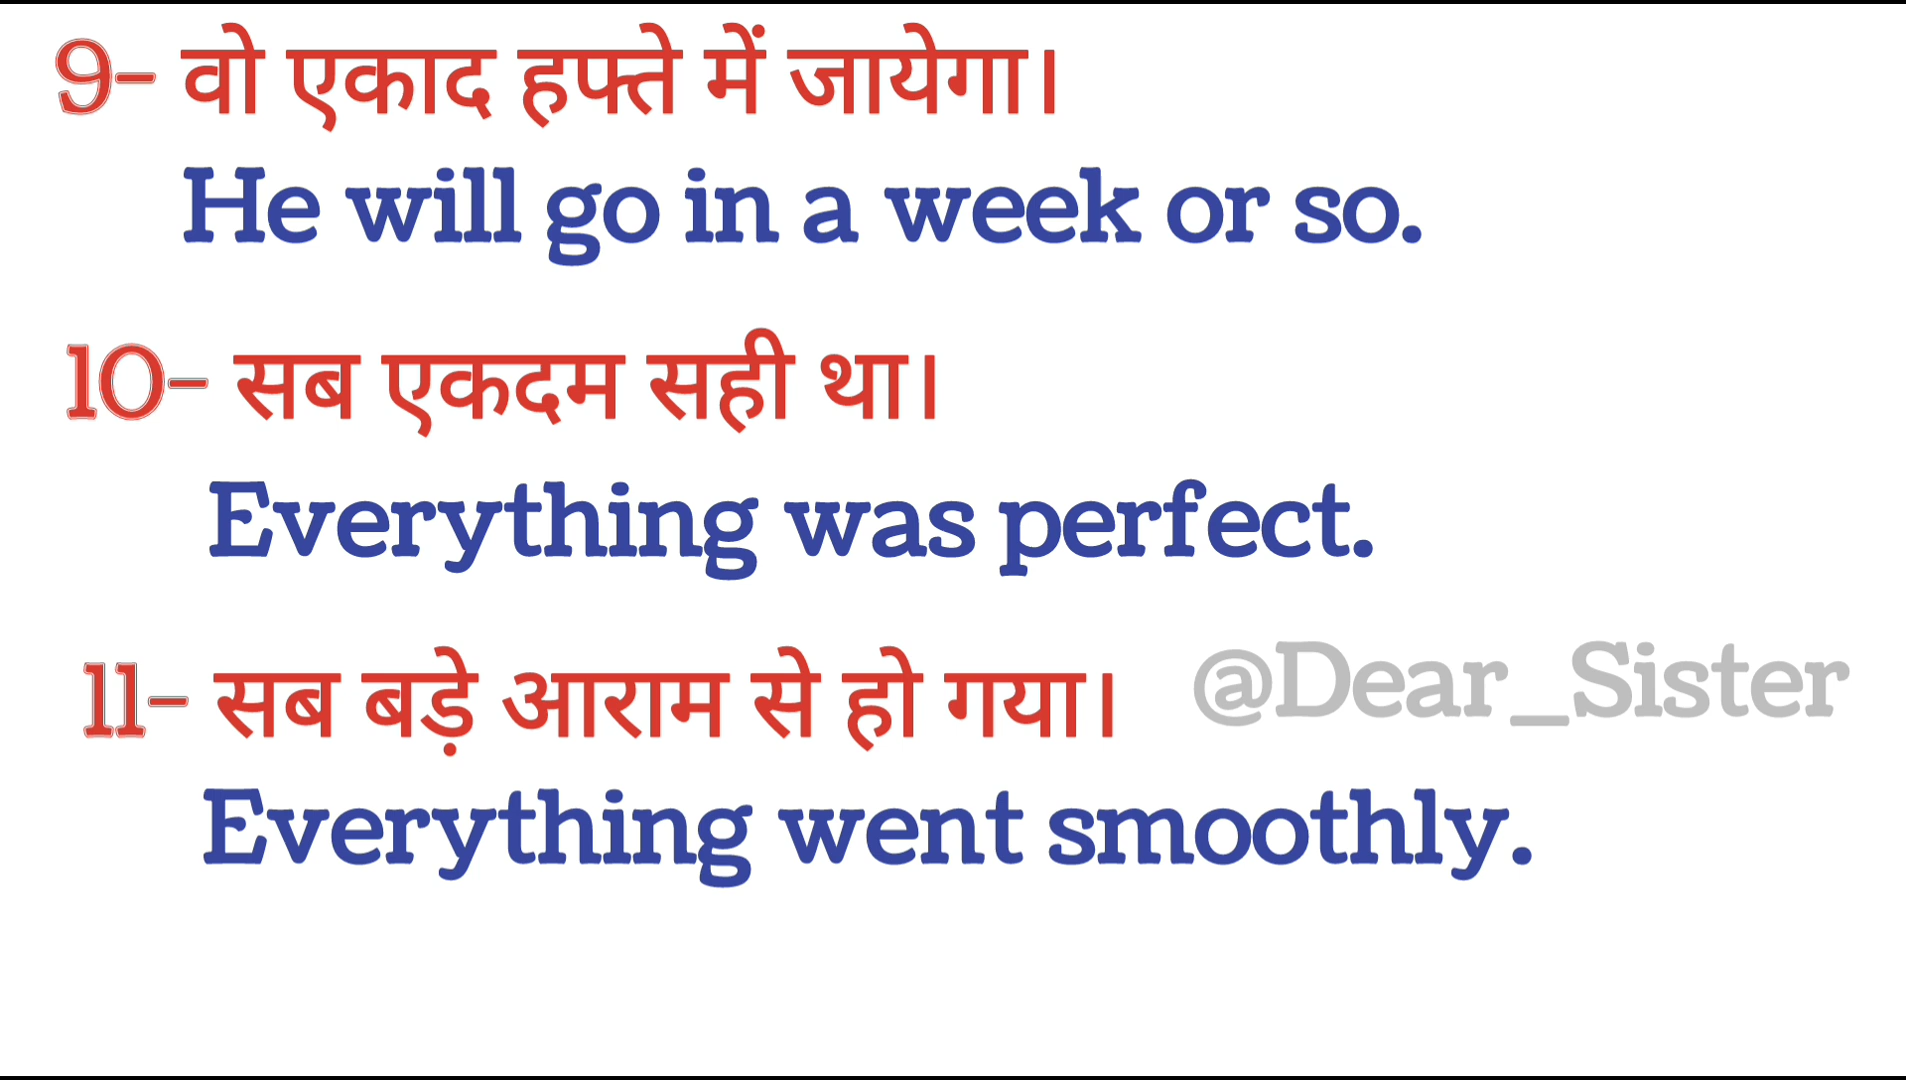 9- वो एकाद हफ्ते में जायेगा।
He will go in a week or so.
10- सब एकदम सही था।
Everything was perfect.
11- सब बड़े आराम से हो गया। @Dear_Sister
Everything went smoothly.